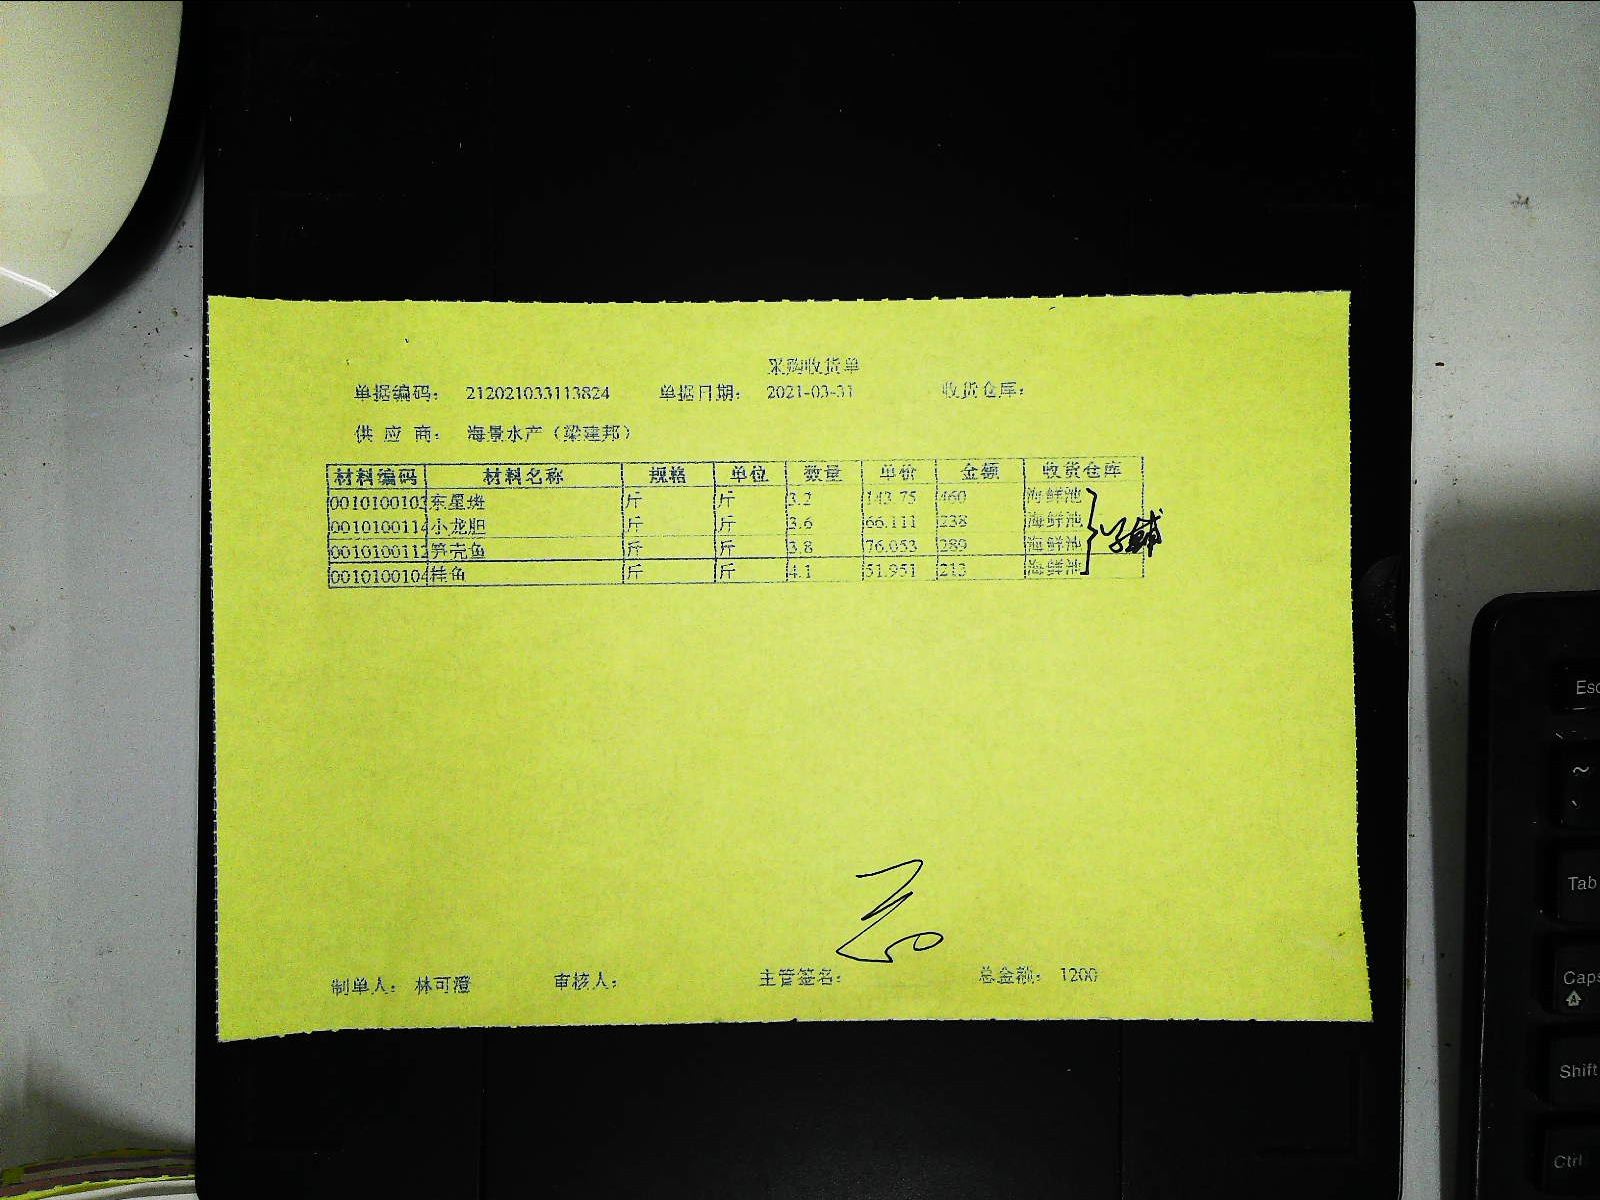 采购收货单
单据编码： 212021033113824 单据日期： 2021-03-31 收货仓库：
供 应 商： 海景水产（梁建邦）
材料编码 材料名称 规格 单位 数量 单价 金额 收货仓库
0010100103 东星斑 斤 斤 3.2 143.75 460 海鲜池
0010100114 小龙胆 斤 斤 3.6 66.111 238 海鲜池
0010100112 笋壳鱼 斤 斤 3.8 76.053 289 海鲜池
0010100104 桂鱼 斤 斤 4.1 51.951 213 海鲜池
制单人： 林可澄 审核人： 主管签名： 总金额： 1200
Esc
~
Tab
Caps
Shift
Ctrl